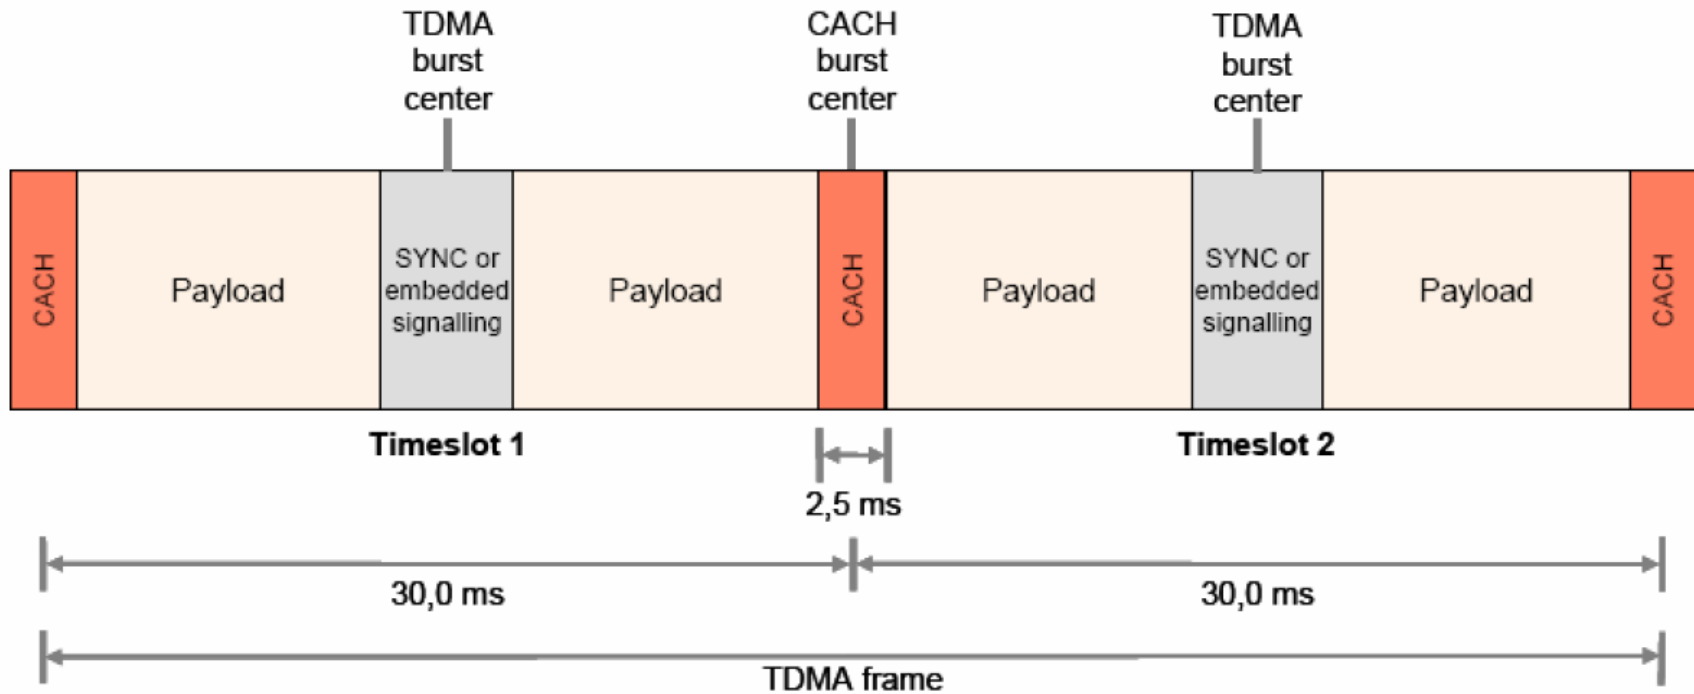 TDMA
burst
center
CACH
burst
center
TDMA
burst
center
CACH
Payload
SYNC or
embedded
signalling
Payload
CACH
Payload
SYNC or
embedded
signalling
Payload
CACH
Timeslot 1
Timeslot 2
2,5 ms
30,0 ms
30,0 ms
TDMA frame